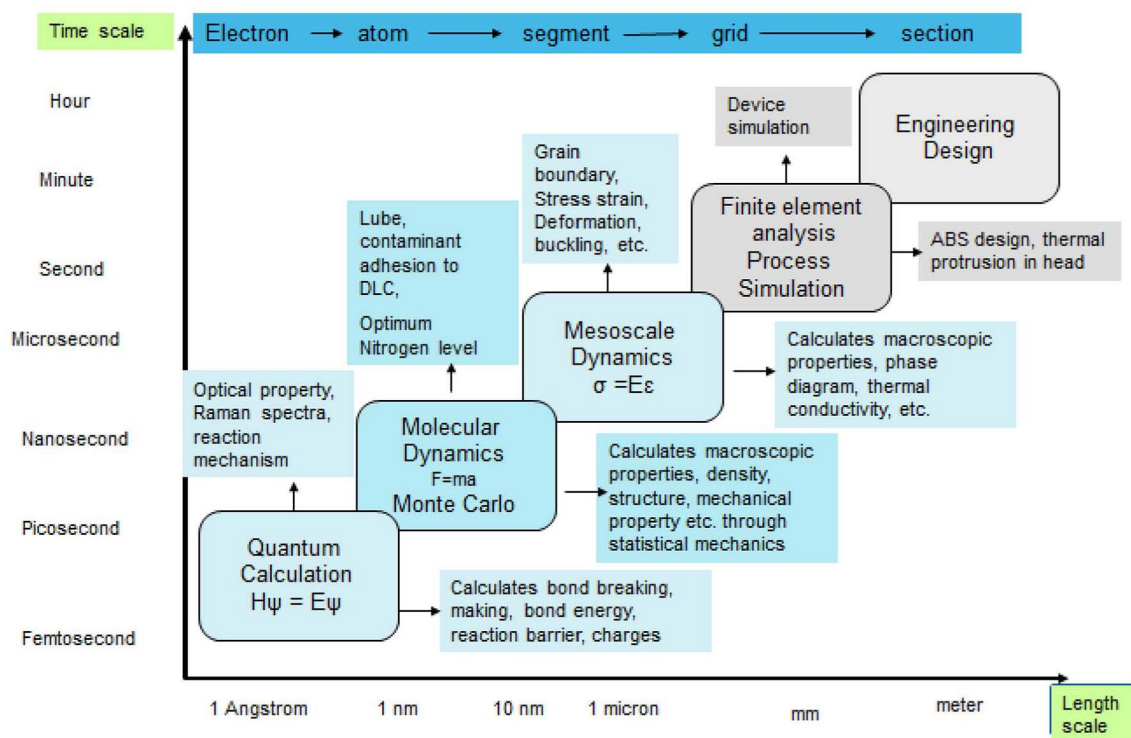 Time scale
Electron
atom
segment
grid
section
Hour
Minute
Second
Microsecond
Nanosecond
Picosecond
Femtosecond
Device
simulation
Engineering
Design
Grain
boundary,
Stress strain,
Deformation,
buckling, etc.
Finite element
analysis
Process
Simulation
ABS design, thermal
protrusion in head
Lube,
contaminant
adhesion to
DLC,
Optimum
Nitrogen level
Mesoscale
Dynamics
σ =Eε
Calculates macroscopic
properties, phase
diagram, thermal
conductivity, etc.
Optical property,
Raman spectra,
reaction
mechanism
Molecular
Dynamics
F=ma
Monte Carlo
Calculates macroscopic
properties, density,
structure, mechanical
property etc. through
statistical mechanics
Quantum
Calculation
Hψ = Eψ
Calculates bond breaking,
making, bond energy,
reaction barrier, charges
1 Angstrom
1 nm
10 nm
1 micron
mm
meter
Length
scale